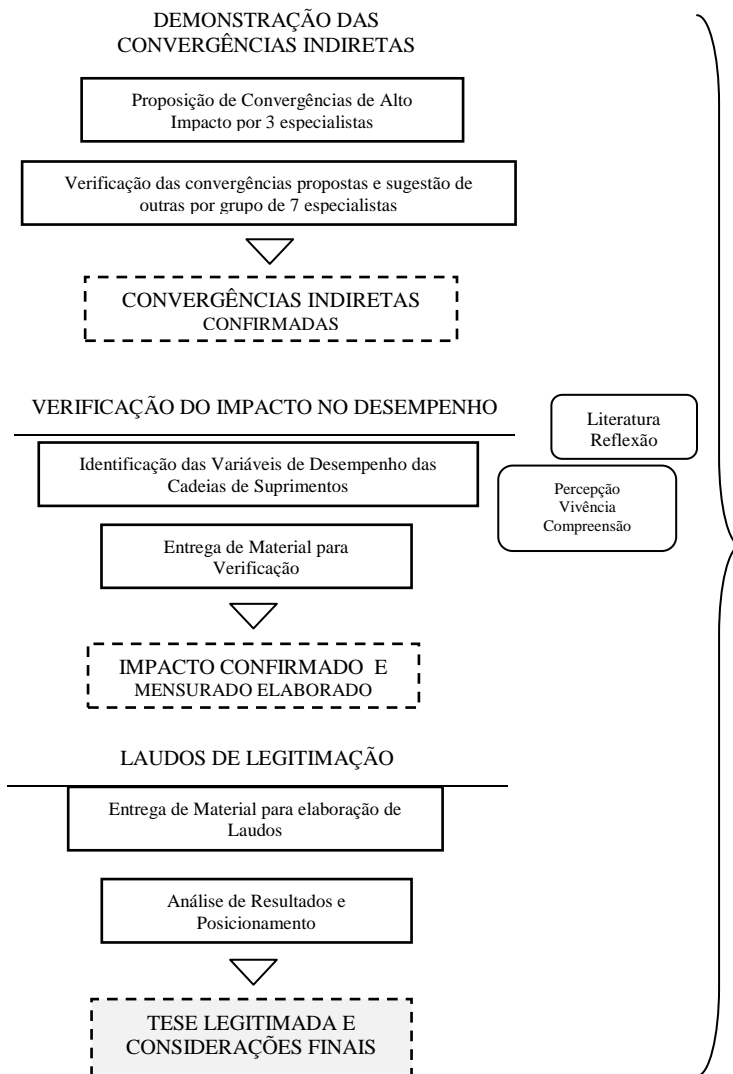 DEMONSTRAÇÃO DAS
CONVERGÊNCIAS INDIRETAS
Proposição de Convergências de Alto
Impacto por 3 especialistas
Verificação das convergências propostas e sugestão de
outras por grupo de 7 especialistas
CONVERGÊNCIAS INDIRETAS
CONFIRMADAS
VERIFICAÇÃO DO IMPACTO NO DESEMPENHO
Literatura
Reflexão
Identificação das Variáveis de Desempenho das
Cadeias de Suprimentos
Percepção
Vivência
Compreensão
Entrega de Material para
Verificação
IMPACTO CONFIRMADO E
MENSURADO ELABORADO
LAUDOS DE LEGITIMAÇÃO
Entrega de Material para elaboração de
Laudos
Análise de Resultados e
Posicionamento
TESE LEGITIMADA E
CONSIDERAÇÕES FINAIS